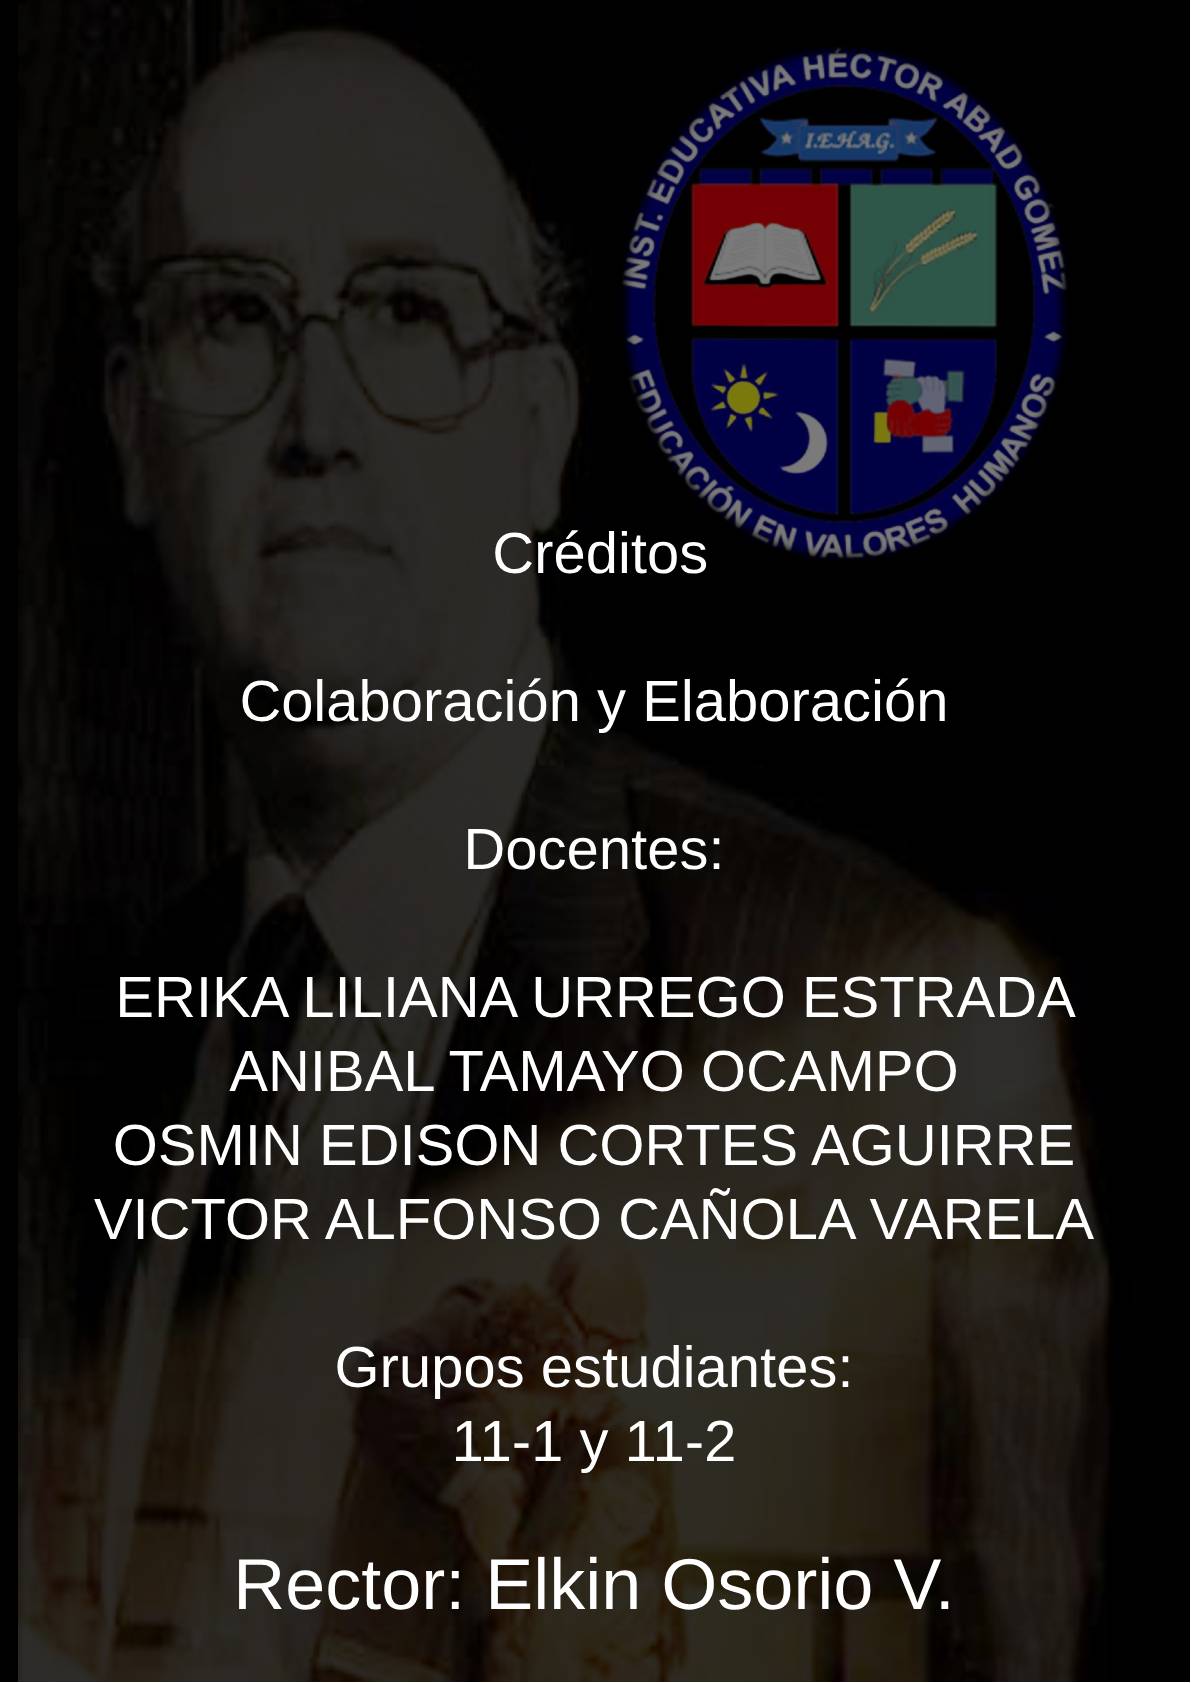 INST. EDUCATIVA HÉCTOR ABAD GÓMEZ
I.E.H.A.G.
EDUCACIÓN EN VALORES HUMANOS
Créditos
Colaboración y Elaboración
Docentes:
ERIKA LILIANA URREGO ESTRADA
ANIBAL TAMAYO OCAMPO
OSMIN EDISON CORTES AGUIRRE
VICTOR ALFONSO CAÑOLA VARELA
Grupos estudiantes:
11-1 y 11-2
Rector: Elkin Osorio V.